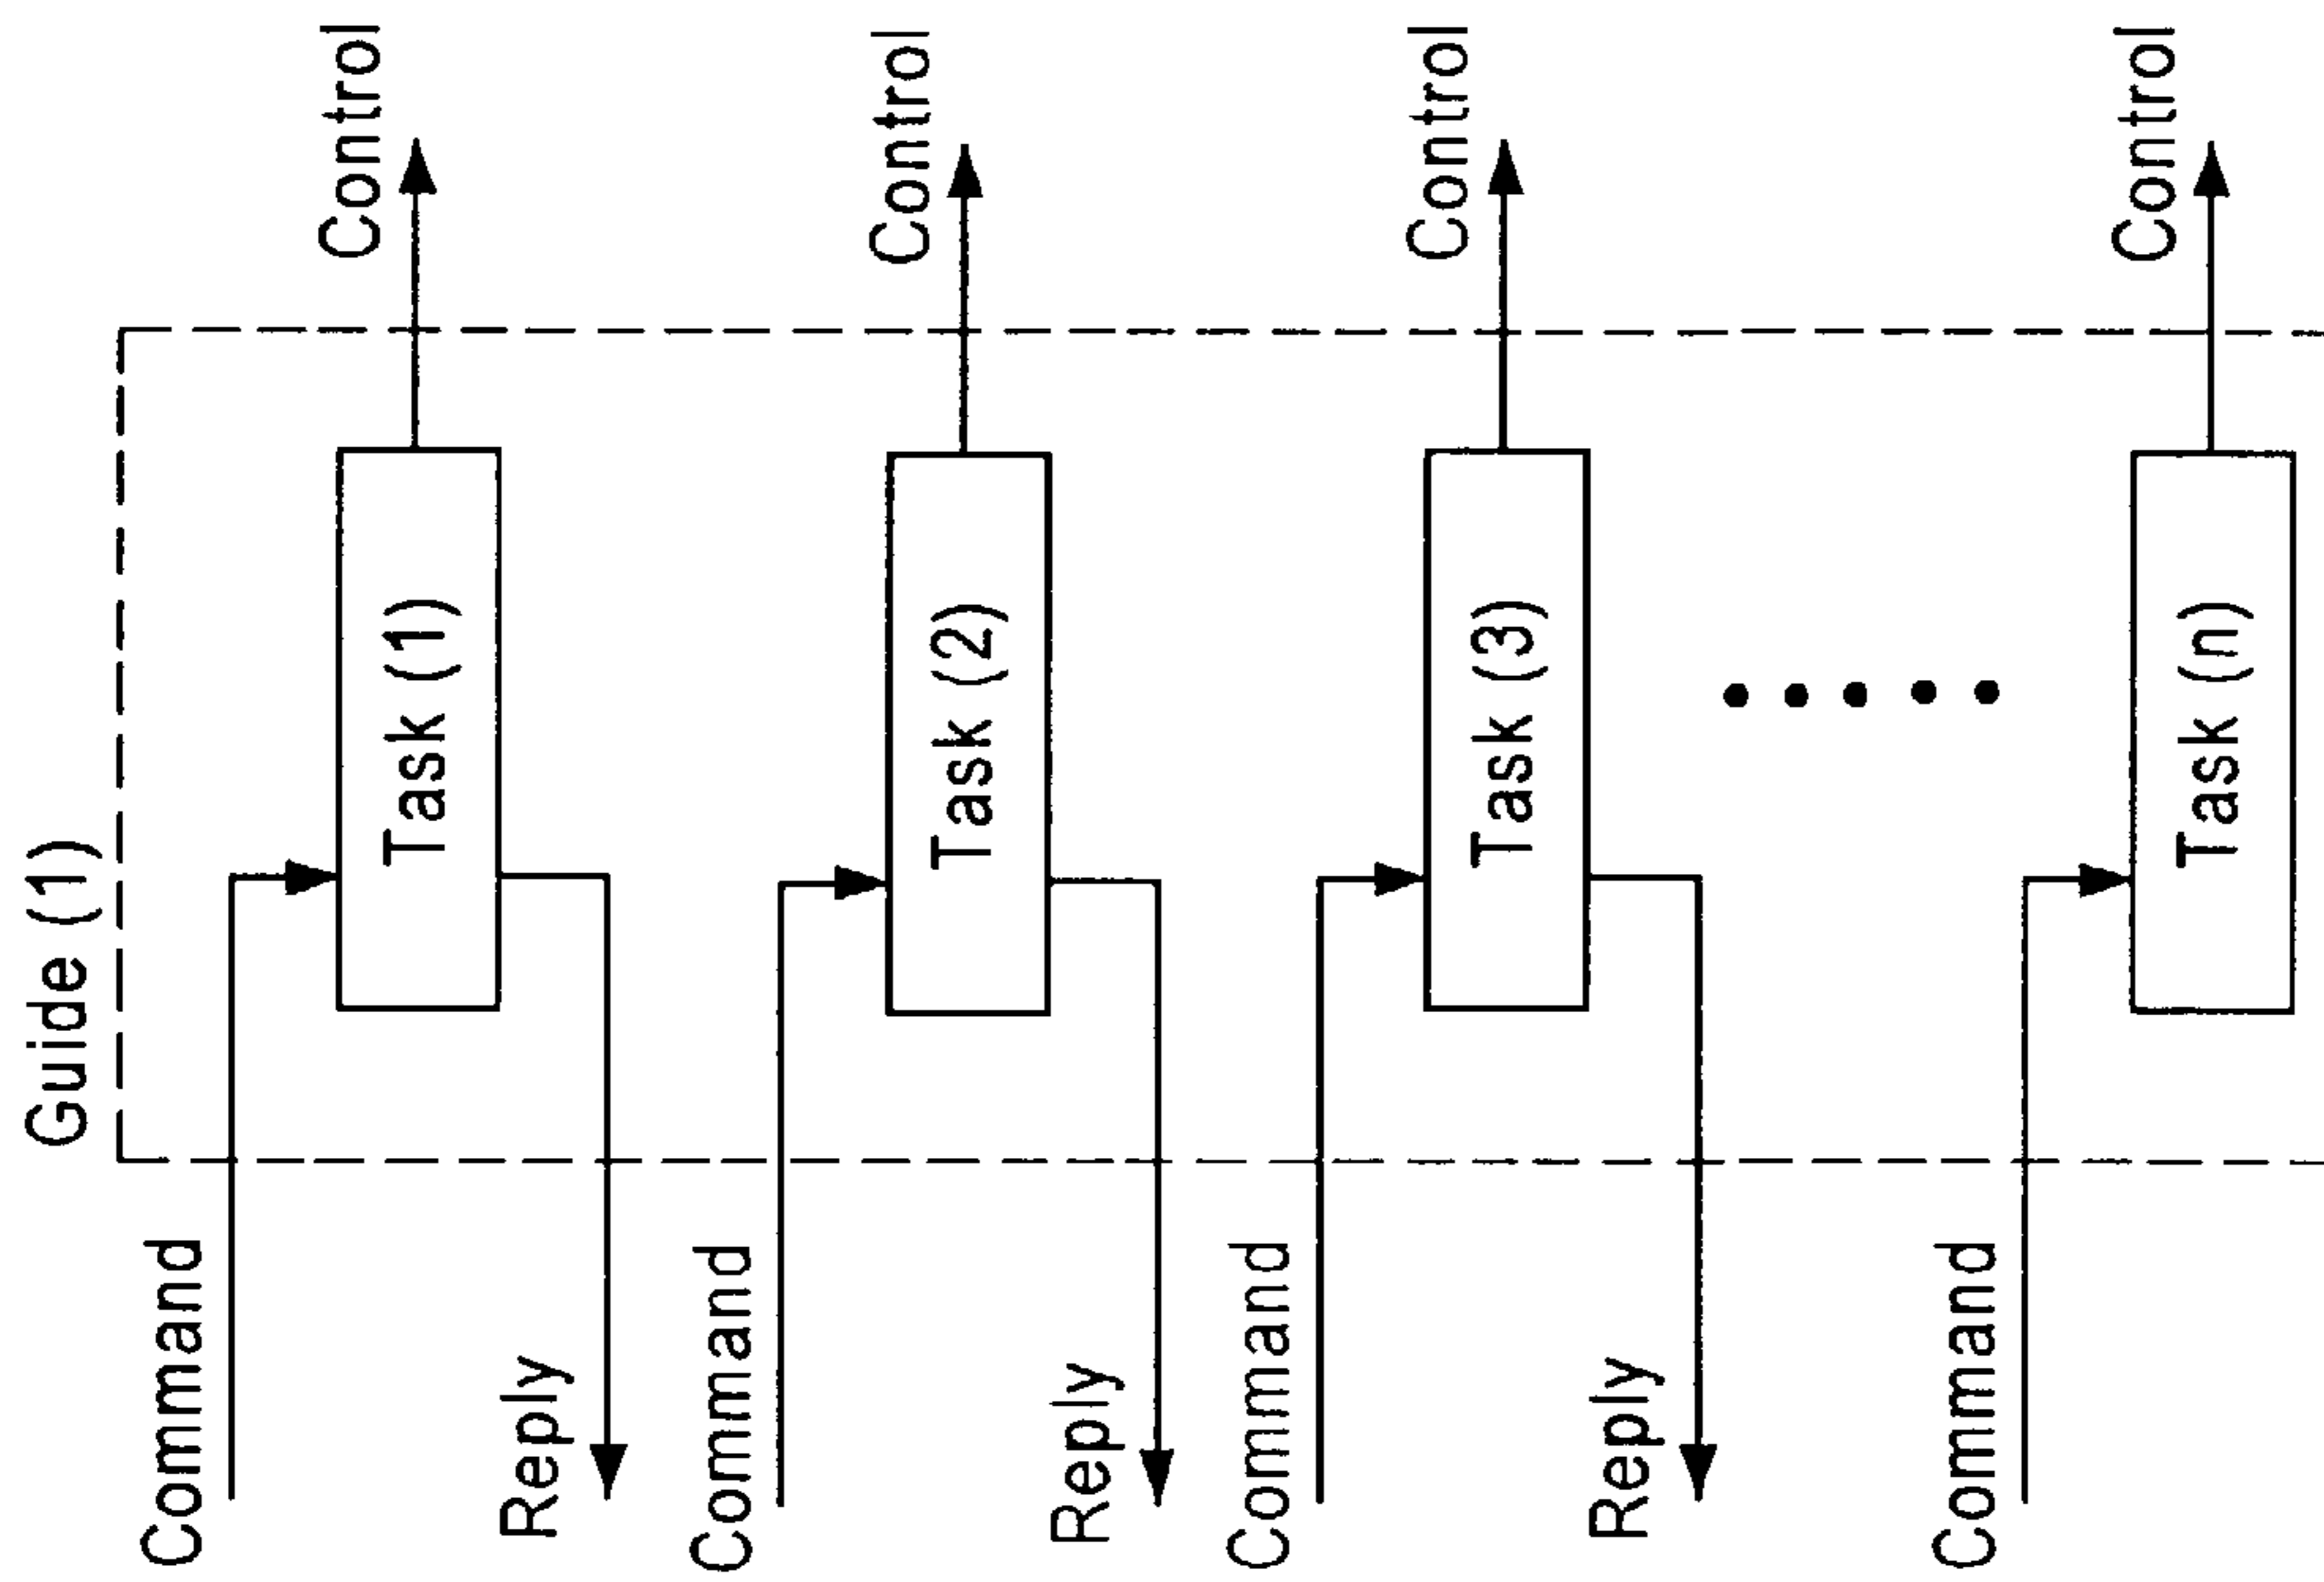 Guide (1)
Command
Task (1)
Control
Reply
Command
Task (2)
Control
Reply
Command
Task (3)
Control
Reply
Command
Task (n)
Control